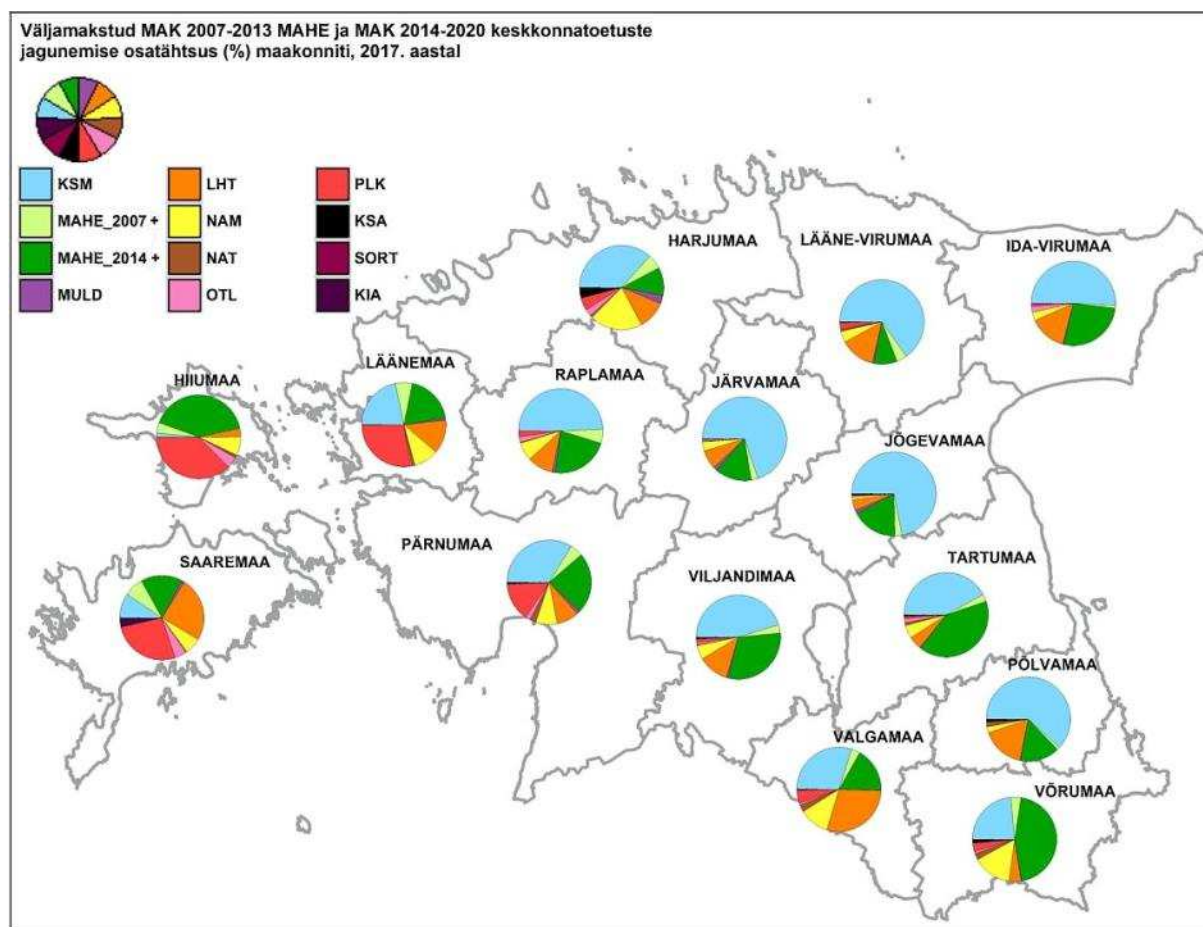 Väljamakstud MAK 2007-2013 MAHE ja MAK 2014-2020 keskkonnatoetuste
jagunemise osatähtsus (%) maakonniti, 2017. aastal
KSM LHT PLK
MAHE_2007 + NAM KSA
MAHE_2014 + NAT SORT
MULD OTL KIA
HARJUMAA
LÄÄNE-VIRUMAA
IDA-VIRUMAA
LÄÄNEMAA
HIIUMAA
RAPLAMAA
JÄRVAMAA
JÕGEVAMAA
PÄRNUMAA
SAAREMAA
VILJANDIMAA
TARTUMAA
PÕLVAMAA
VALGAMAA
VÕRUMAA